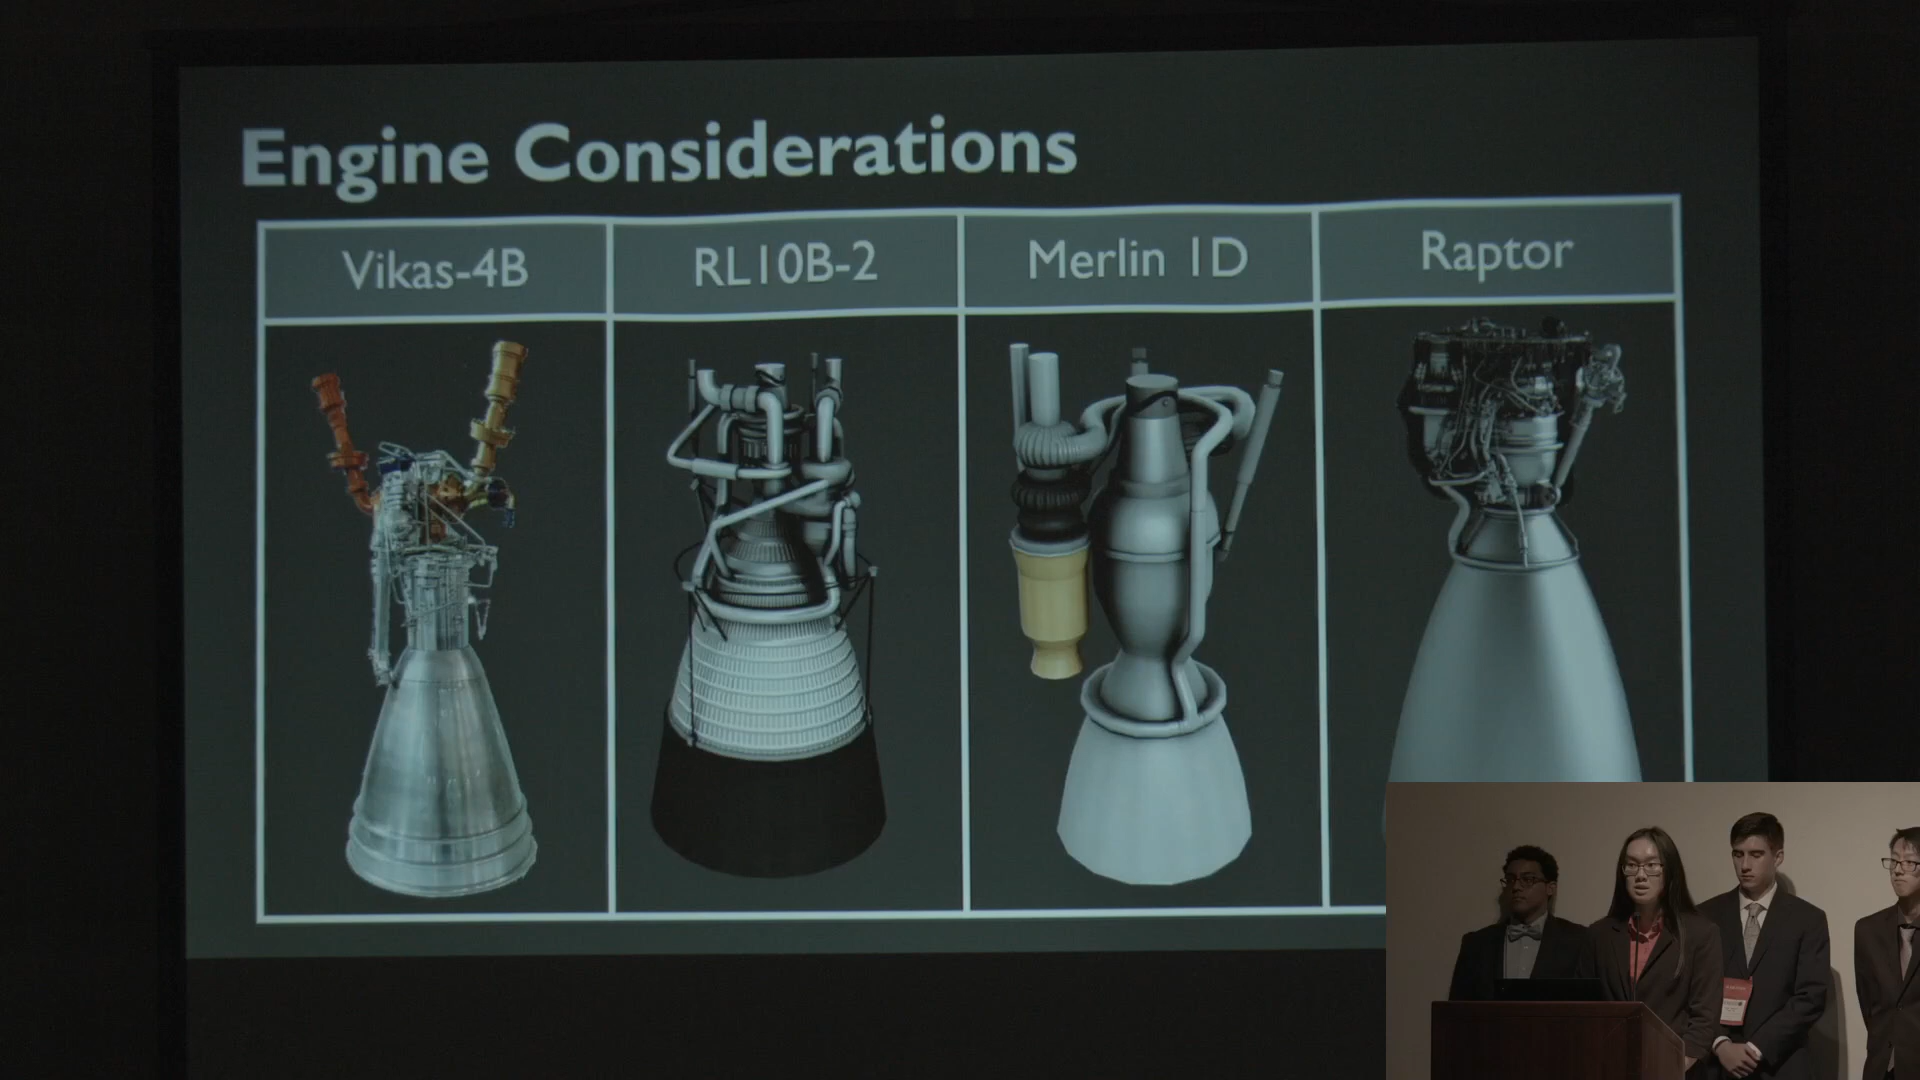 Engine Considerations
Vikas-4B
RL10B-2
Merlin 1D
Raptor